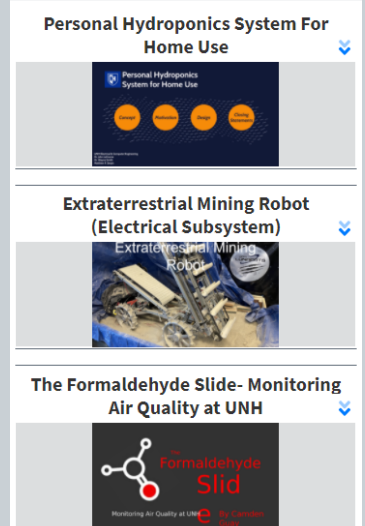 Personal Hydroponics System For
Home Use
Personal Hydroponics
System for Home Use
Concept
Motivation
Design
Closing
Extraterrestrial Mining Robot
(Electrical Subsystem)
Extraterrestrial Mining
Robot
The Formaldehyde Slide- Monitoring
Air Quality at UNH
The
Formaldehyde
Slid
e
Monitoring Air Quality at UNH
By Camden